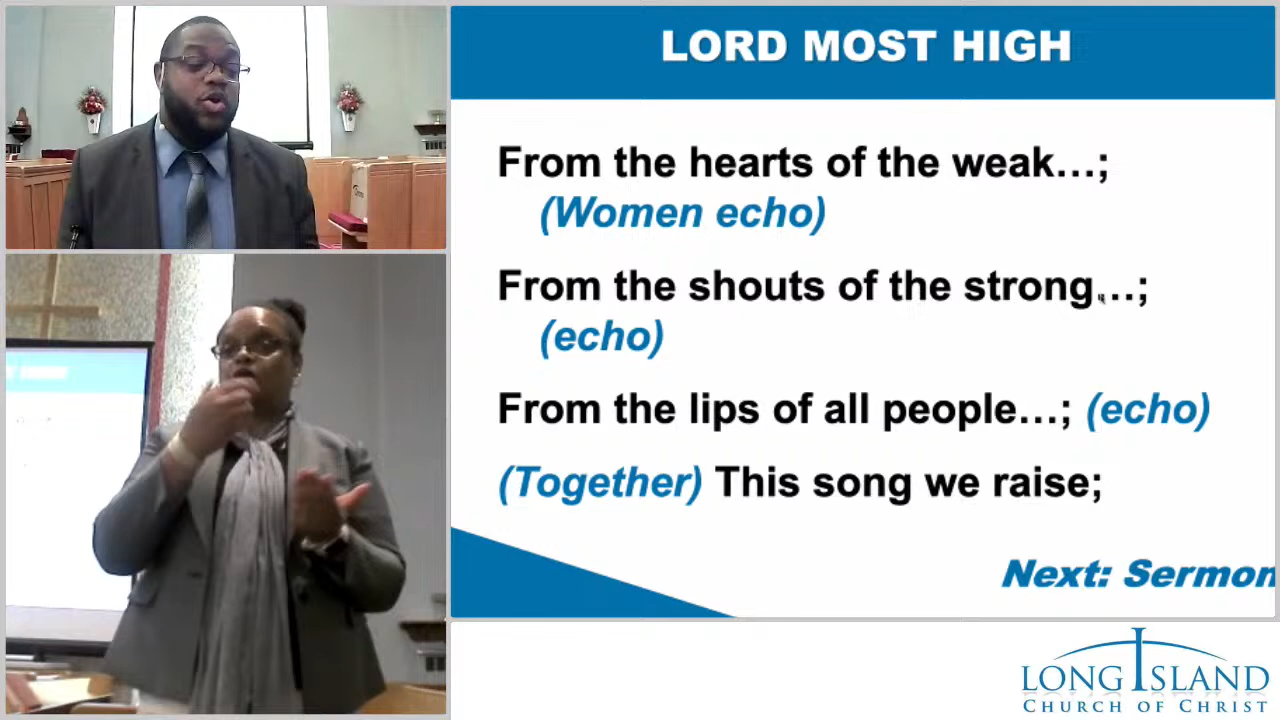 LORD MOST HIGH
From the hearts of the weak...;
(Women echo)
From the shouts of the strong...;
(echo)
From the lips of all people...; (echo)
(Together) This song we raise;
Next: Sermon
LONG ISLAND
CHURCH OF CHRIST